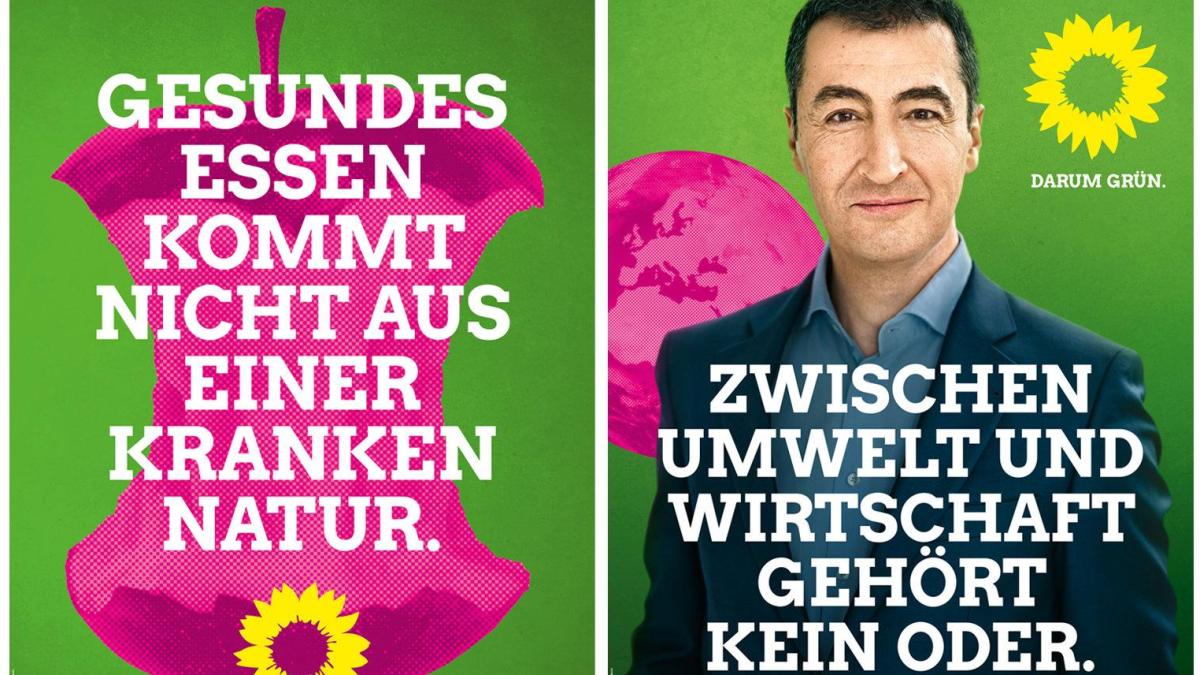 GESUNDES
ESSEN
KOMMT
NICHT AUS
EINER
KRANKEN
NATUR.
DARUM GRÜN.
ZWISCHEN
UMWELT UND
WIRTSCHAFT
GEHÖRT
KEIN ODER.